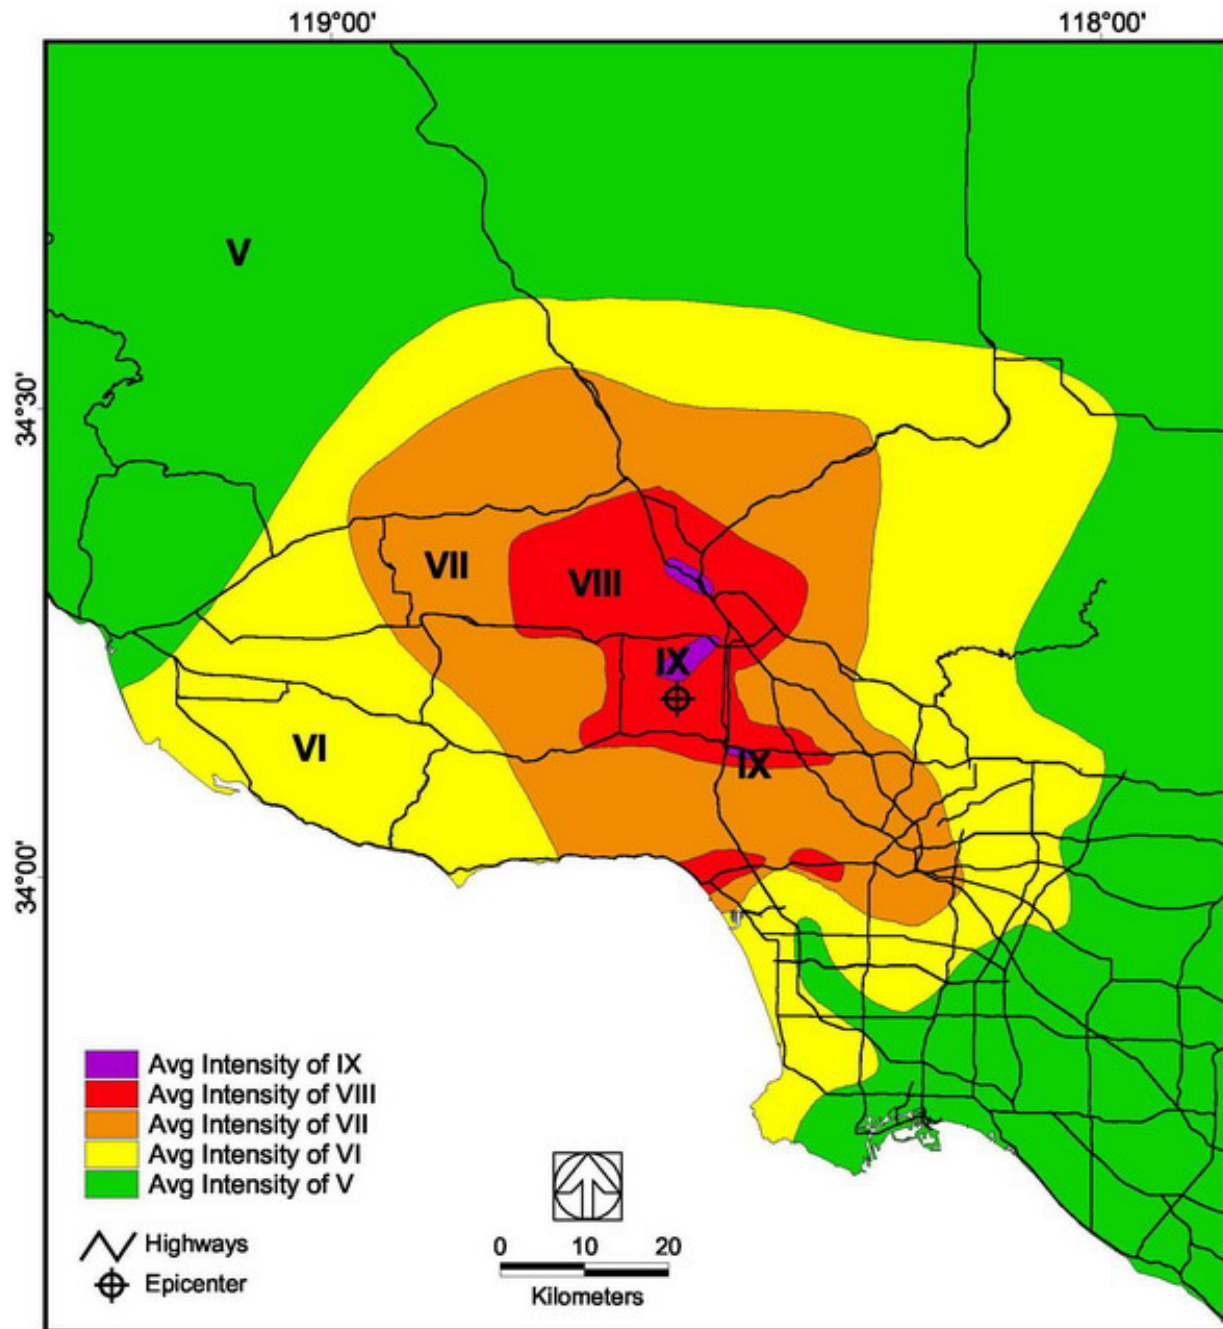 119°00'
118°00'
V
34°30'
VII
VIII
IX
VI
IX
34°00'
Avg Intensity of IX
Avg Intensity of VIII
Avg Intensity of VII
Avg Intensity of VI
Avg Intensity of V
Highways
Epicenter
0 10 20
Kilometers